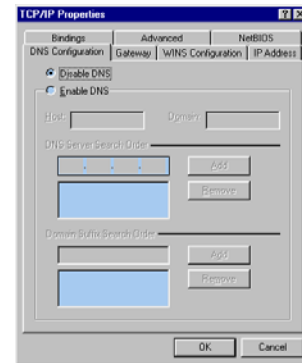 TCP/IP Properties
Bindings Advanced NetBIOS
DNS Configuration Gateway WINS Configuration IP Address
Disable DNS
Enable DNS
Host: Domain:
DNS Server Search Order
Add
Remove
Domain Suffix Search Order
Add
Remove
OK Cancel